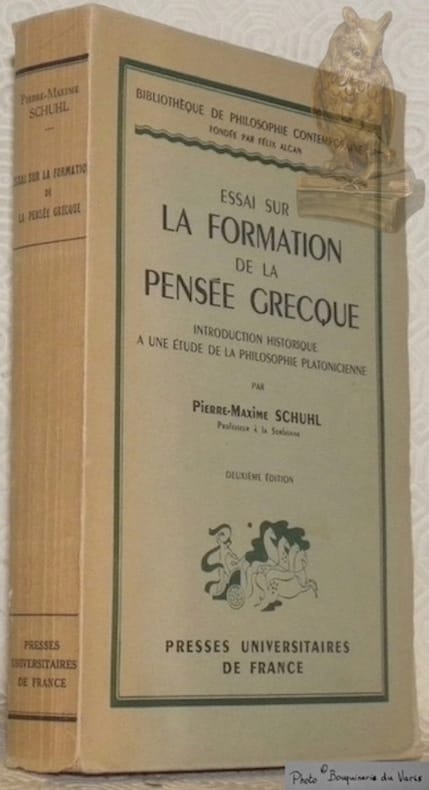 PIERRE-MAXIME
SCHUHL
ESSAI SUR LA FORMATION
DE
LA PENSÉE GRECQUE
PRESSES
UNIVERSITAIRES
DE FRANCE
BIBLIOTHÈQUE DE PHILOSOPHIE CONTEMPORAINE
FONDÉE PAR FÉLIX ALCAN
ESSAI SUR
LA FORMATION
DE LA
PENSÉE GRECQUE
INTRODUCTION HISTORIQUE
A UNE ÉTUDE DE LA PHILOSOPHIE PLATONICIENNE
PAR
PIERRE-MAXIME SCHUHL
Professeur à la Sorbonne
DEUXIÈME ÉDITION
PRESSES UNIVERSITAIRES
DE FRANCE
Photo © Bouquinerie du Varis